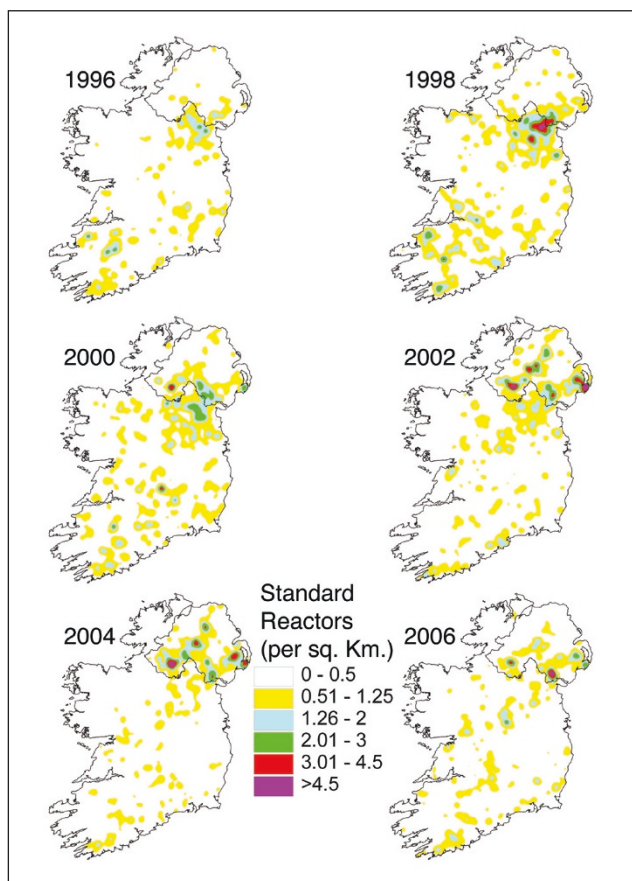 1996
1998
2000
2002
2004
2006
Standard
Reactors
(per sq. Km.)
0 - 0.5
0.51 - 1.25
1.26 - 2
2.01 - 3
3.01 - 4.5
>4.5